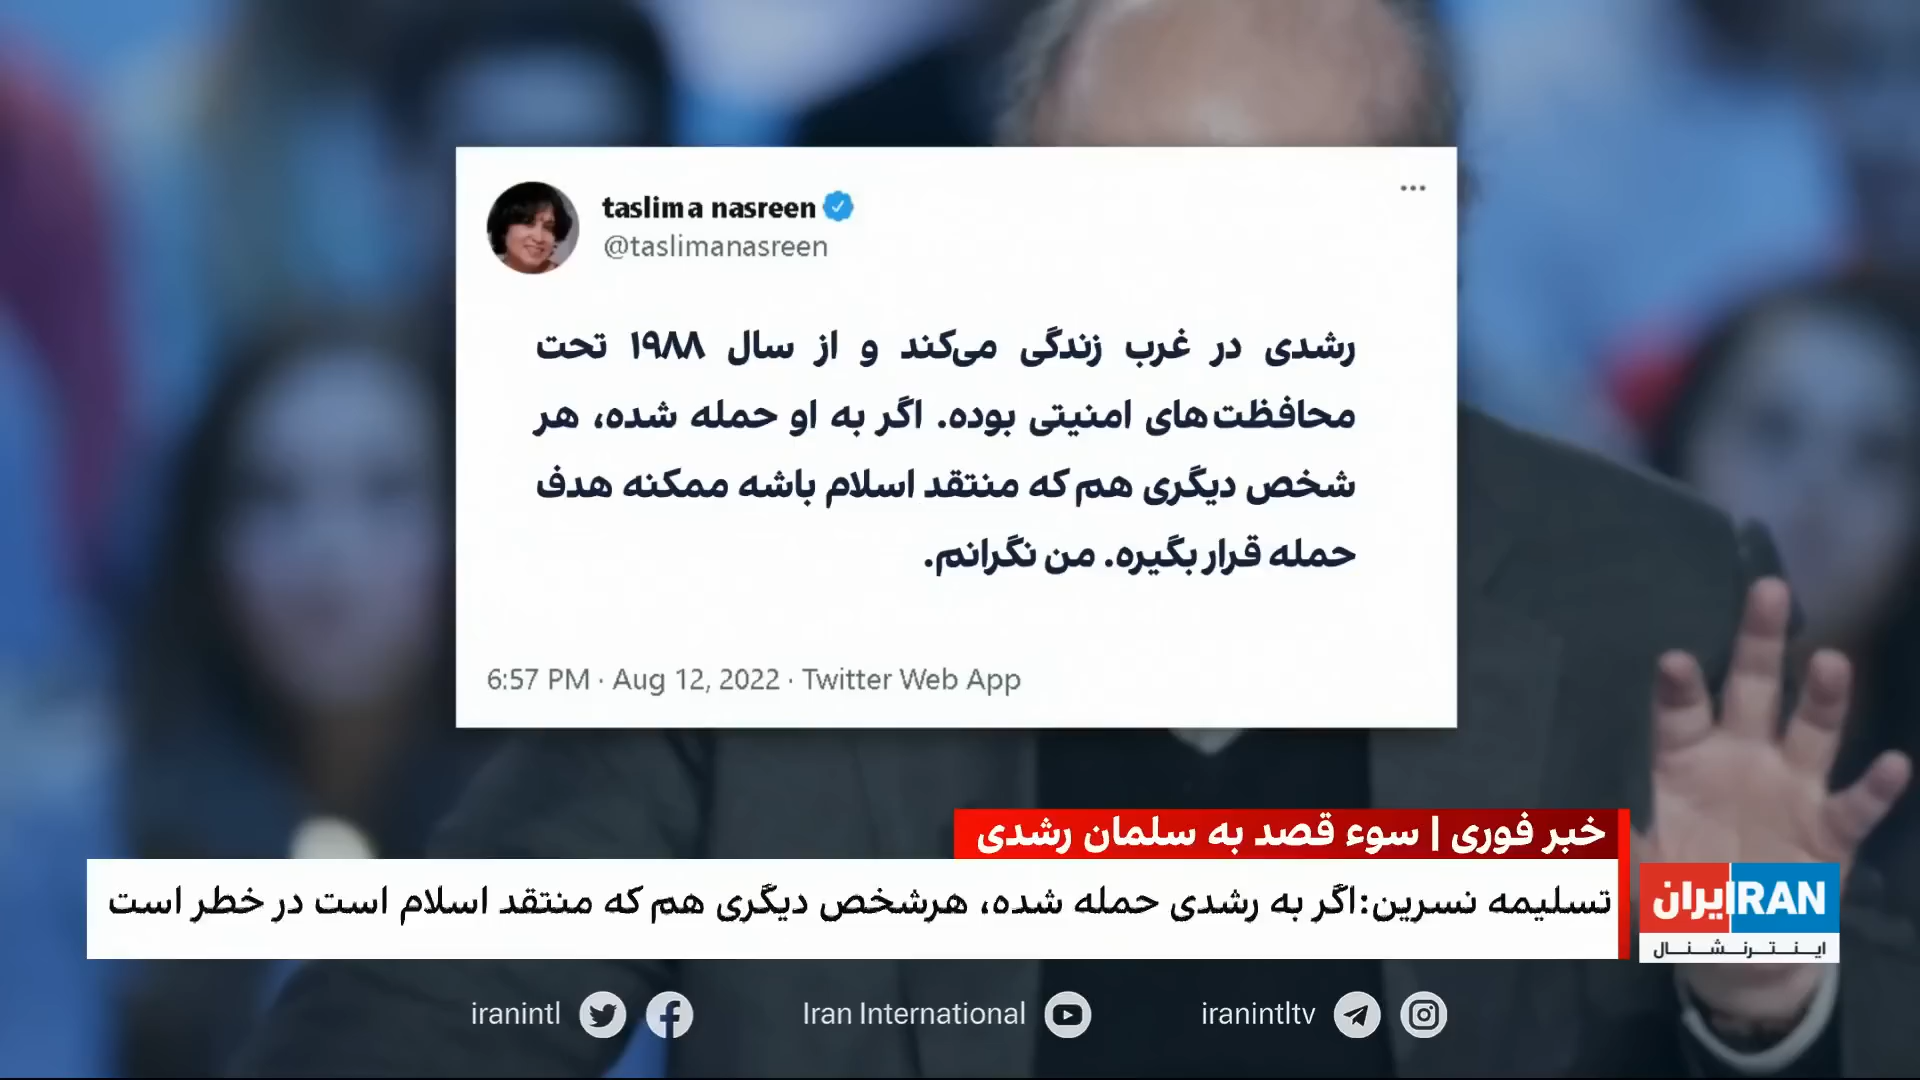 taslima nasreen
@taslimanasreen
رشدی در غرب زندگی می‌کند و از سال ۱۹۸۸ تحت
محافظت‌های امنیتی بوده. اگر به او حمله شده، هر
شخص دیگری هم که منتقد اسلام باشه ممکنه هدف
حمله قرار بگیره. من نگرانم.
6:57 PM · Aug 12, 2022 · Twitter Web App
خبر فوری | سوء قصد به سلمان رشدی
تسلیمه نسرین:اگر به رشدی حمله شده، هرشخص دیگری هم که منتقد اسلام است در خطر است
ایران IRAN
اینترنشنال
iranintl
Iran International
iranintltv